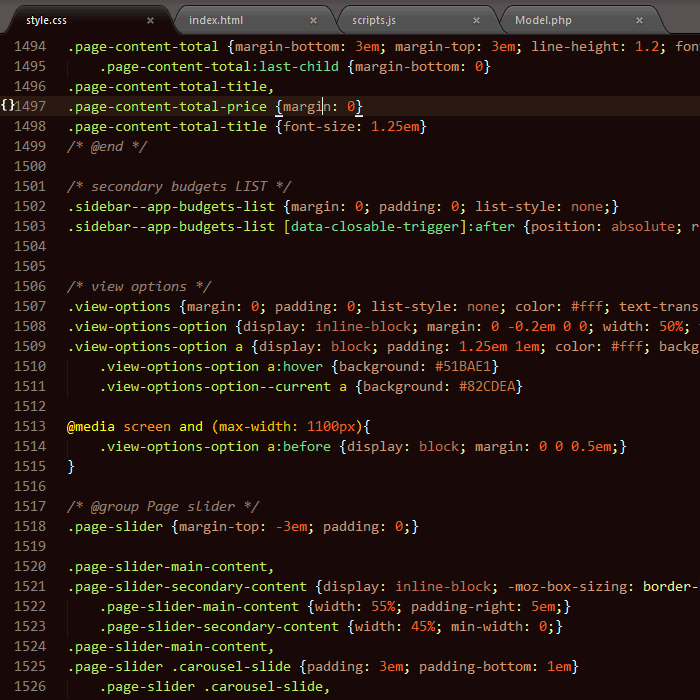 style.css × index.html × scripts.js × Model.php ×
1494 .page-content-total {margin-bottom: 3em; margin-top: 3em; line-height: 1.2; fon
1495 .page-content-total:last-child {margin-bottom: 0}
1496 .page-content-total-title,
{}1497 .page-content-total-price {margin: 0}
1498 .page-content-total-title {font-size: 1.25em}
1499 /* @end */
1500
1501 /* secondary budgets LIST */
1502 .sidebar--app-budgets-list {margin: 0; padding: 0; list-style: none;}
1503 .sidebar--app-budgets-list [data-closable-trigger]:after {position: absolute; r
1504
1505
1506 /* view options */
1507 .view-options {margin: 0; padding: 0; list-style: none; color: #fff; text-trans
1508 .view-options-option {display: inline-block; margin: 0 -0.2em 0 0; width: 50%;
1509 .view-options-option a {display: block; padding: 1.25em 1em; color: #fff; backg
1510 .view-options-option a:hover {background: #51BAE1}
1511 .view-options-option--current a {background: #82CDEA}
1512
1513 @media screen and (max-width: 1100px){
1514 .view-options-option a:before {display: block; margin: 0 0 0.5em;}
1515 }
1516
1517 /* @group Page slider */
1518 .page-slider {margin-top: -3em; padding: 0;}
1519
1520 .page-slider-main-content,
1521 .page-slider-secondary-content {display: inline-block; -moz-box-sizing: border-
1522 .page-slider-main-content {width: 55%; padding-right: 5em;}
1523 .page-slider-secondary-content {width: 45%; min-width: 0;}
1524 .page-slider-main-content,
1525 .page-slider .carousel-slide {padding: 3em; padding-bottom: 1em}
1526 .page-slider .carousel-slide,